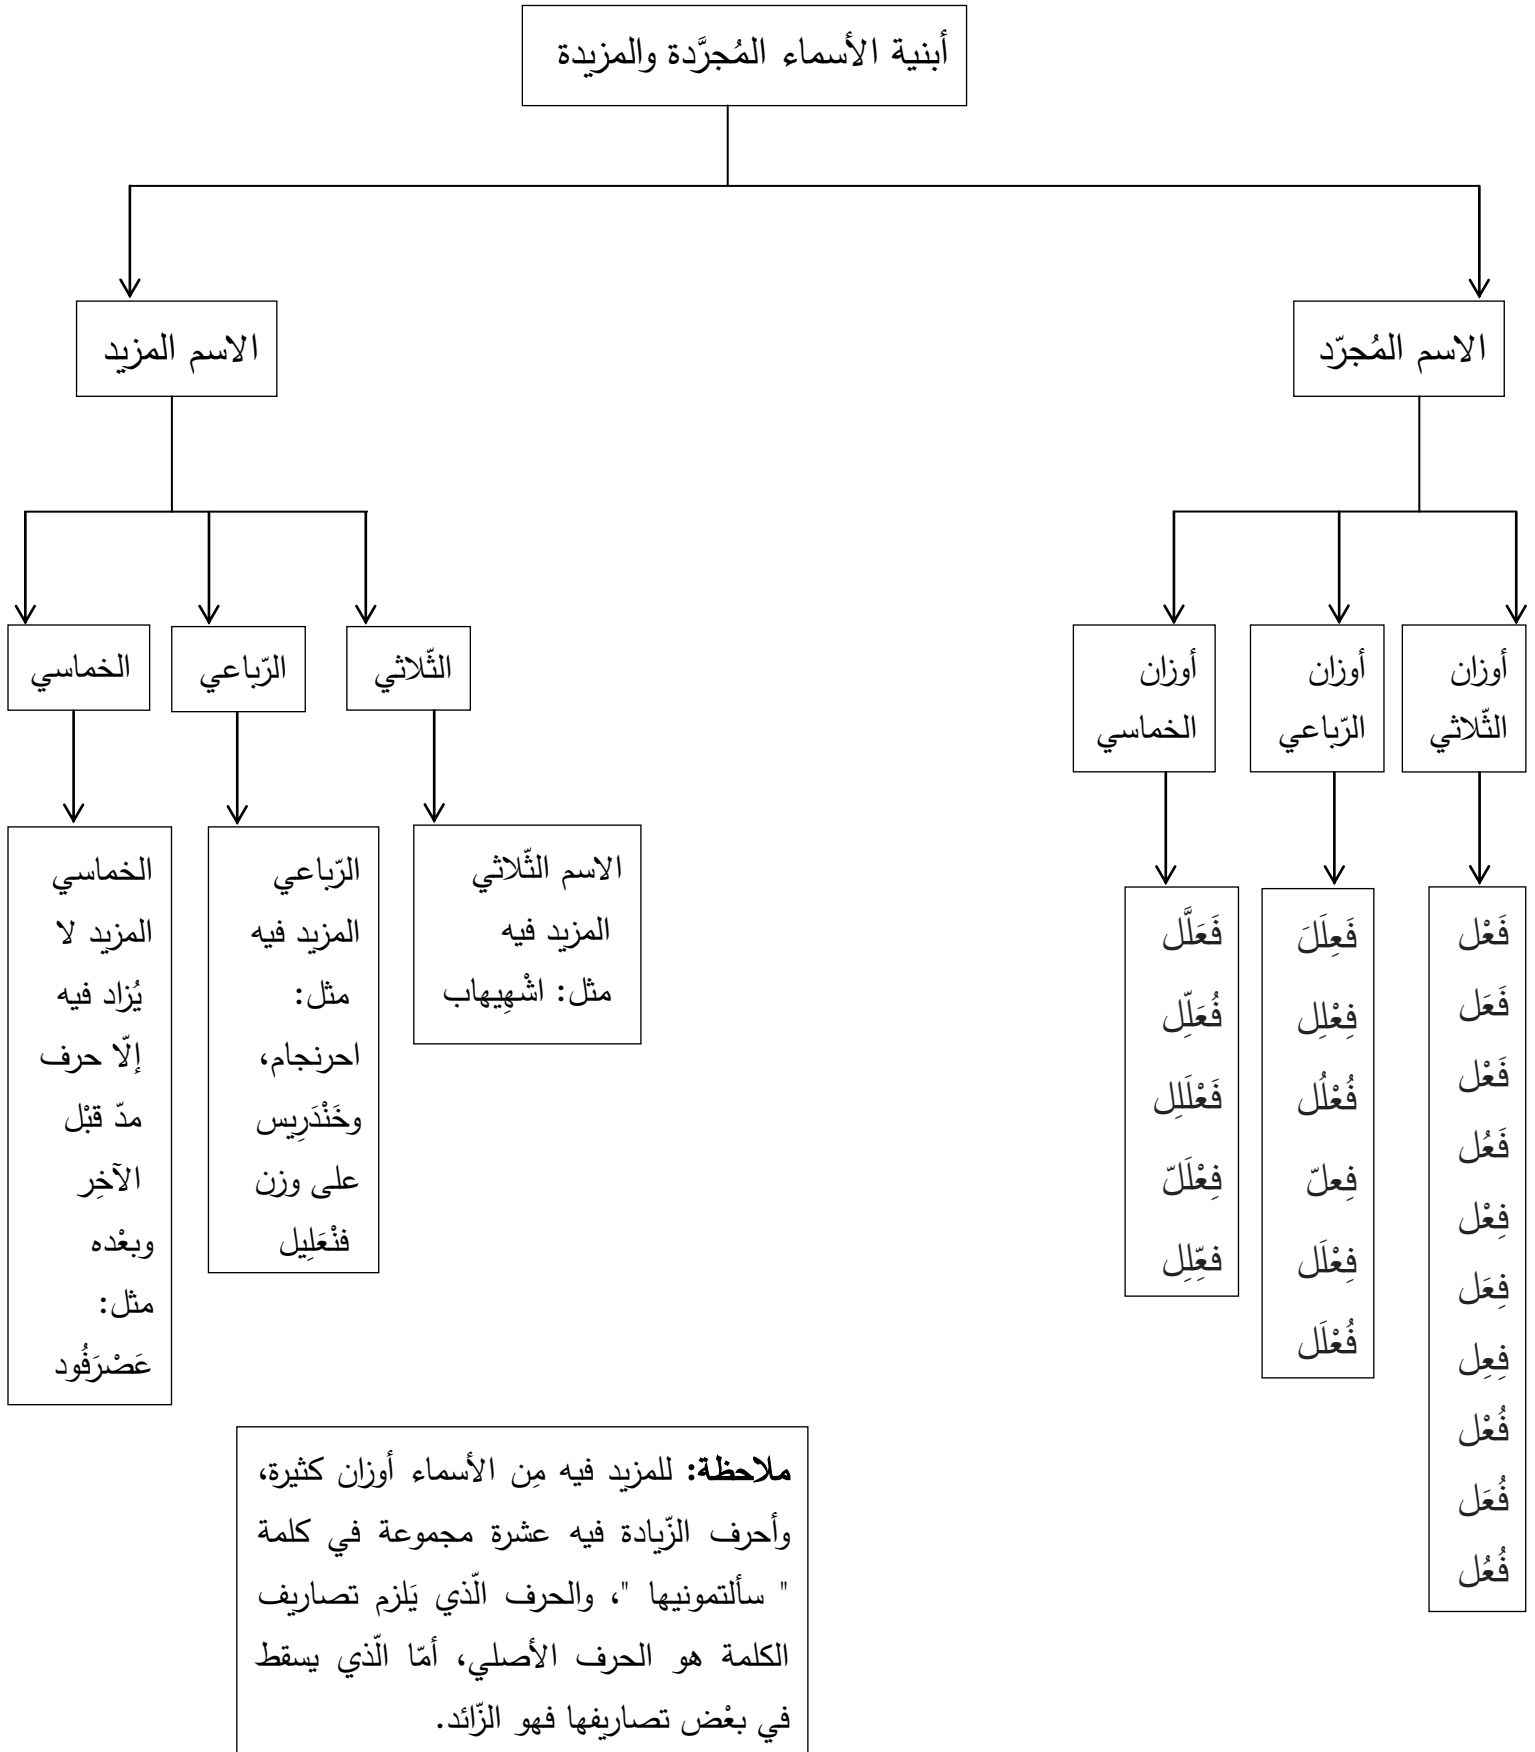 أبنية الأسماء المُجرَّدة والمزيدة
الاسم المُجرّد
الاسم المزيد
أوزان
الثّلاثي
أوزان
الرّباعي
أوزان
الخماسي
الثّلاثي
الرّباعي
الخماسي
فَعْل
فَعَل
فَعْل
فَعُل
فِعْل
فِعَل
فِعِل
فُعْل
فُعَل
فُعُل
فَعِلَلَ
فِعْلِل
فُعْلُل
فِعلّ
فِعْلَل
فُعْلَل
فَعَلَّل
فُعَلِّل
فَعْلَلِل
فِعْلَلّ
فعِّلِل
الاسم الثّلاثي
المزيد فيه
مثل: اشْهِيهاب
الرّباعي
المزيد فيه
مثل:
احرنجام،
وخَنْدَرِيس
على وزن
فنْعَلِيل
الخماسي
المزيد لا
يُزاد فيه
إلّا حرف
مدّ قبْل
الآخِر
وبعْده
مثل:
عَصْرَفُود
ملاحظة: للمزيد فيه مِن الأسماء أوزان كثيرة،
وأحرف الزّيادة فيه عشرة مجموعة في كلمة
" سألتمونيها "، والحرف الّذي يَلزم تصاريف
الكلمة هو الحرف الأصلي، أمّا الّذي يسقط
في بعْض تصاريفها فهو الزّائد.